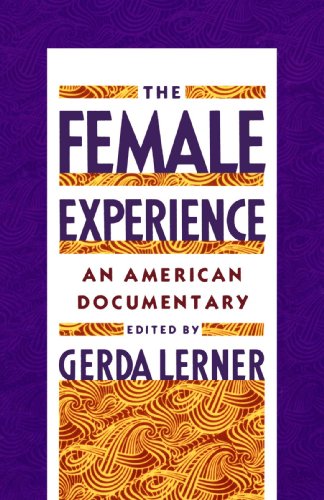 THE
FEMALE
EXPERIENCE
AN AMERICAN
DOCUMENTARY
EDITED BY
GERDA LERNER